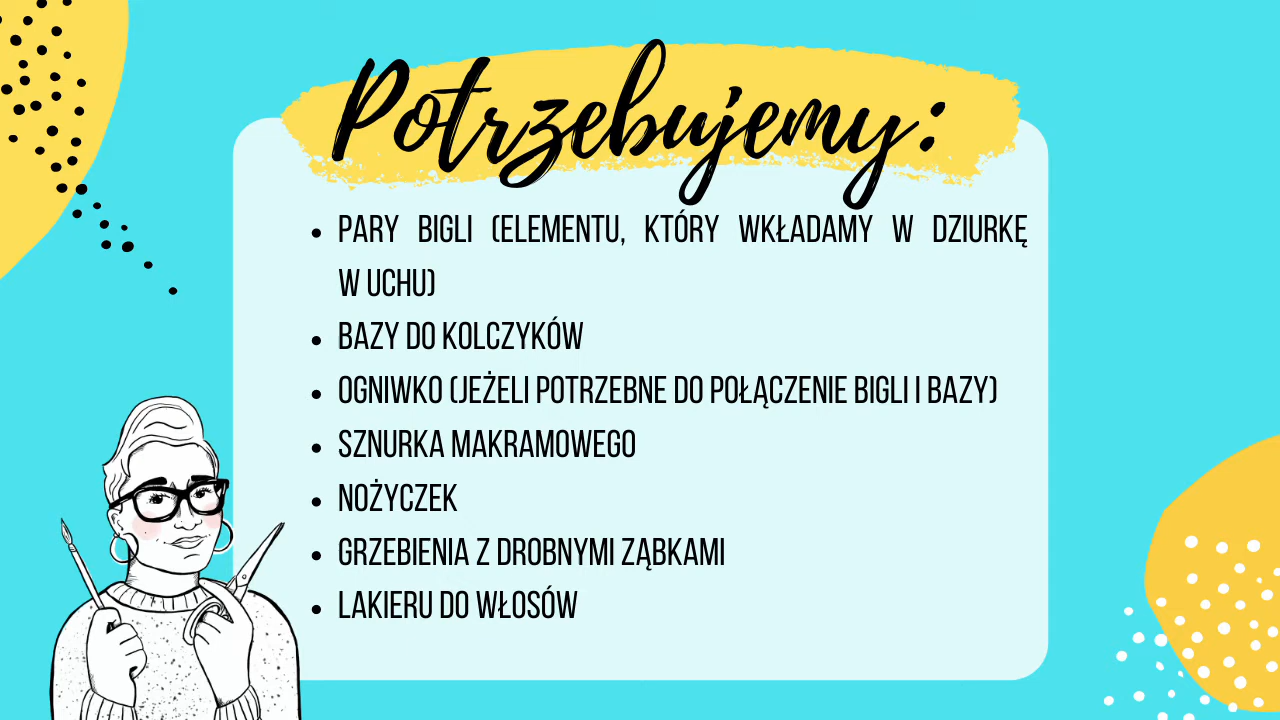 Potrzebujemy:
• PARY BIGLI (ELEMENTU, KTÓRY WKŁADAMY W DZIURKĘ
W UCHU)
• BAZY DO KOLCZYKÓW
• OGNIWKO (JEŻELI POTRZEBNE DO POŁĄCZENIE BIGLI I BAZY)
• SZNURKA MAKRAMOWEGO
• NOŻYCZEK
• GRZEBIENIA Z DROBNYMI ZĄBKAMI
• LAKIERU DO WŁOSÓW